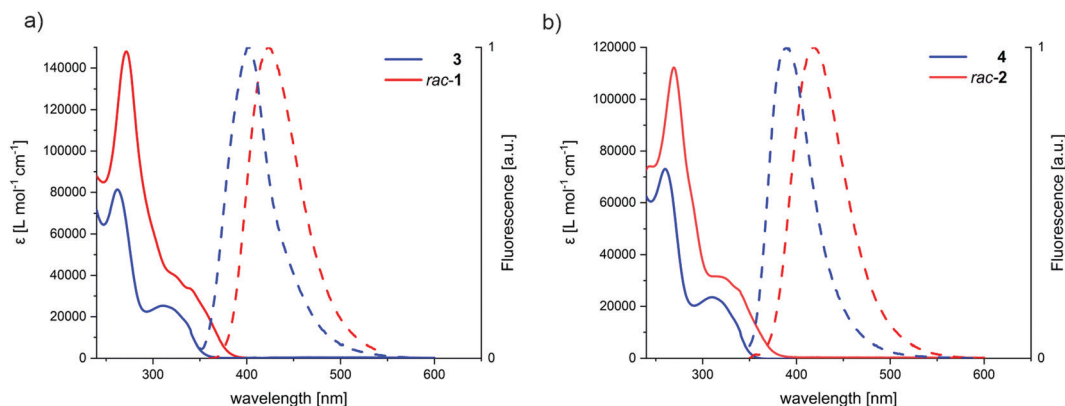 a)
3
rac-1
140000
120000
100000
80000
60000
40000
20000
0
ε [L mol⁻¹ cm⁻¹]
1
0
Fluorescence [a.u.]
300
400
500
600
wavelength [nm]
b)
4
rac-2
120000
100000
80000
60000
40000
20000
0
ε [L mol⁻¹ cm⁻¹]
1
0
Fluorescence [a.u.]
300
400
500
600
wavelength [nm]